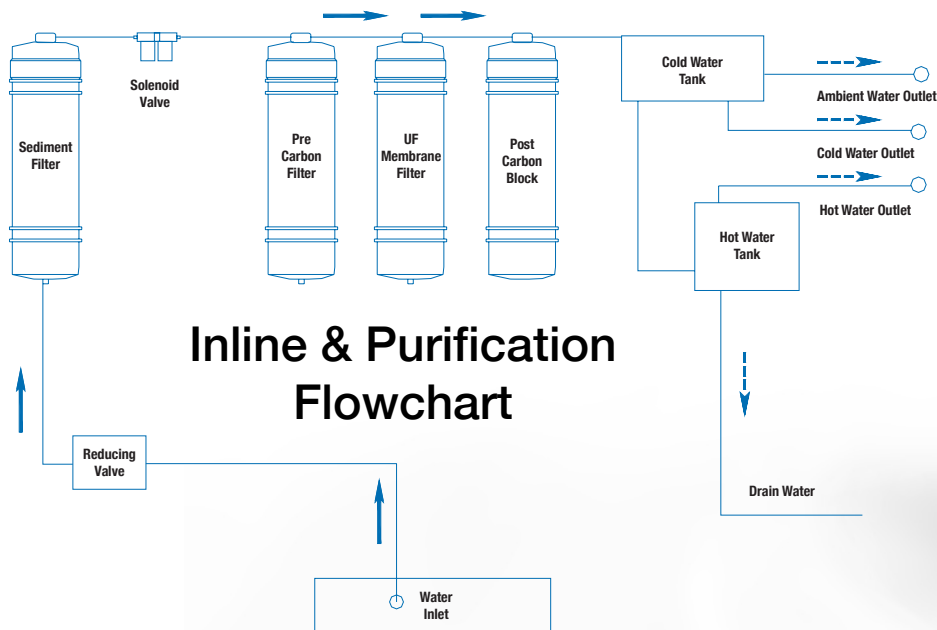 Solenoid
Valve
Sediment
Filter
Pre
Carbon
Filter
UF
Membrane
Filter
Post
Carbon
Block
Cold Water
Tank
Ambient Water Outlet
Cold Water Outlet
Hot Water Outlet
Hot Water
Tank
Inline & Purification
Flowchart
Reducing
Valve
Drain Water
Water
Inlet